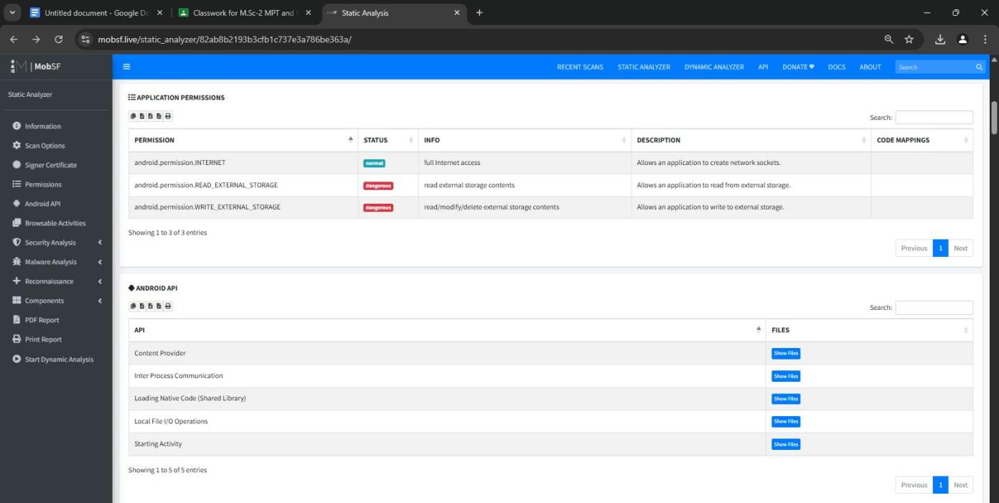 Untitled document - Google Do
Classwork for M.Sc-2 MPT and
Static Analysis
mobsf.live/static_analyzer/82ab8b2193b3cfb1c737e3a786be363a/
MobSF
RECENT SCANS STATIC ANALYZER DYNAMIC ANALYZER API DONATE DOCS ABOUT Search
Static Analyzer
Information
Scan Options
Signer Certificate
Permissions
Android API
Browsable Activities
Security Analysis
Malware Analysis
Reconnaissance
Components
PDF Report
Print Report
Start Dynamic Analysis
APPLICATION PERMISSIONS
Search:
PERMISSION STATUS INFO DESCRIPTION CODE MAPPINGS
android.permission.INTERNET normal full Internet access Allows an application to create network sockets.
android.permission.READ_EXTERNAL_STORAGE dangerous read external storage contents Allows an application to read from external storage.
android.permission.WRITE_EXTERNAL_STORAGE dangerous read/modify/delete external storage contents Allows an application to write to external storage.
Showing 1 to 3 of 3 entries
Previous 1 Next
ANDROID API
Search:
API FILES
Content Provider Show Files
Inter Process Communication Show Files
Loading Native Code (Shared Library) Show Files
Local File I/O Operations Show Files
Starting Activity Show Files
Showing 1 to 5 of 5 entries
Previous 1 Next